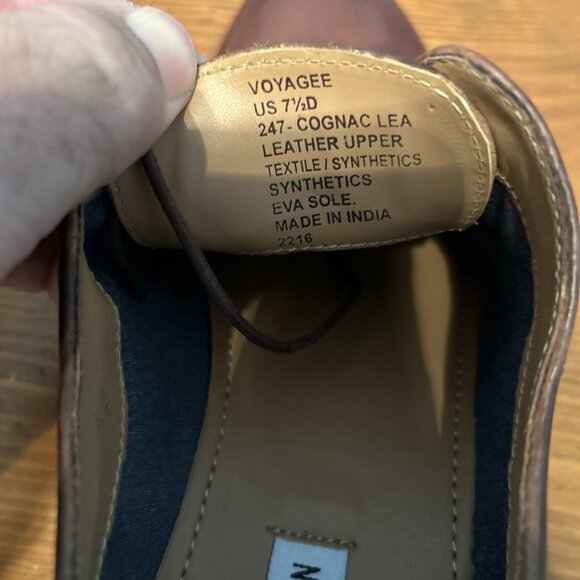 VOYAGEE
US 7½D
247- COGNAC LEA
LEATHER UPPER
TEXTILE / SYNTHETICS
SYNTHETICS
EVA SOLE.
MADE IN INDIA
2216
N